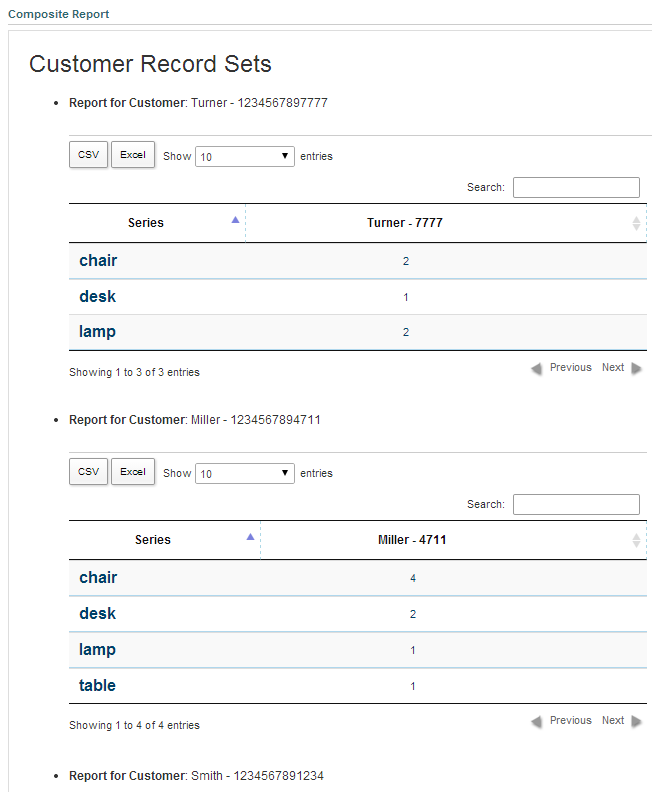 Composite Report
Customer Record Sets
• Report for Customer: Turner - 1234567897777
CSV Excel Show 10 entries
Search:
Series Turner - 7777
chair 2
desk 1
lamp 2
Showing 1 to 3 of 3 entries Previous Next
• Report for Customer: Miller - 1234567894711
CSV Excel Show 10 entries
Search:
Series Miller - 4711
chair 4
desk 2
lamp 1
table 1
Showing 1 to 4 of 4 entries Previous Next
• Report for Customer: Smith - 1234567891234